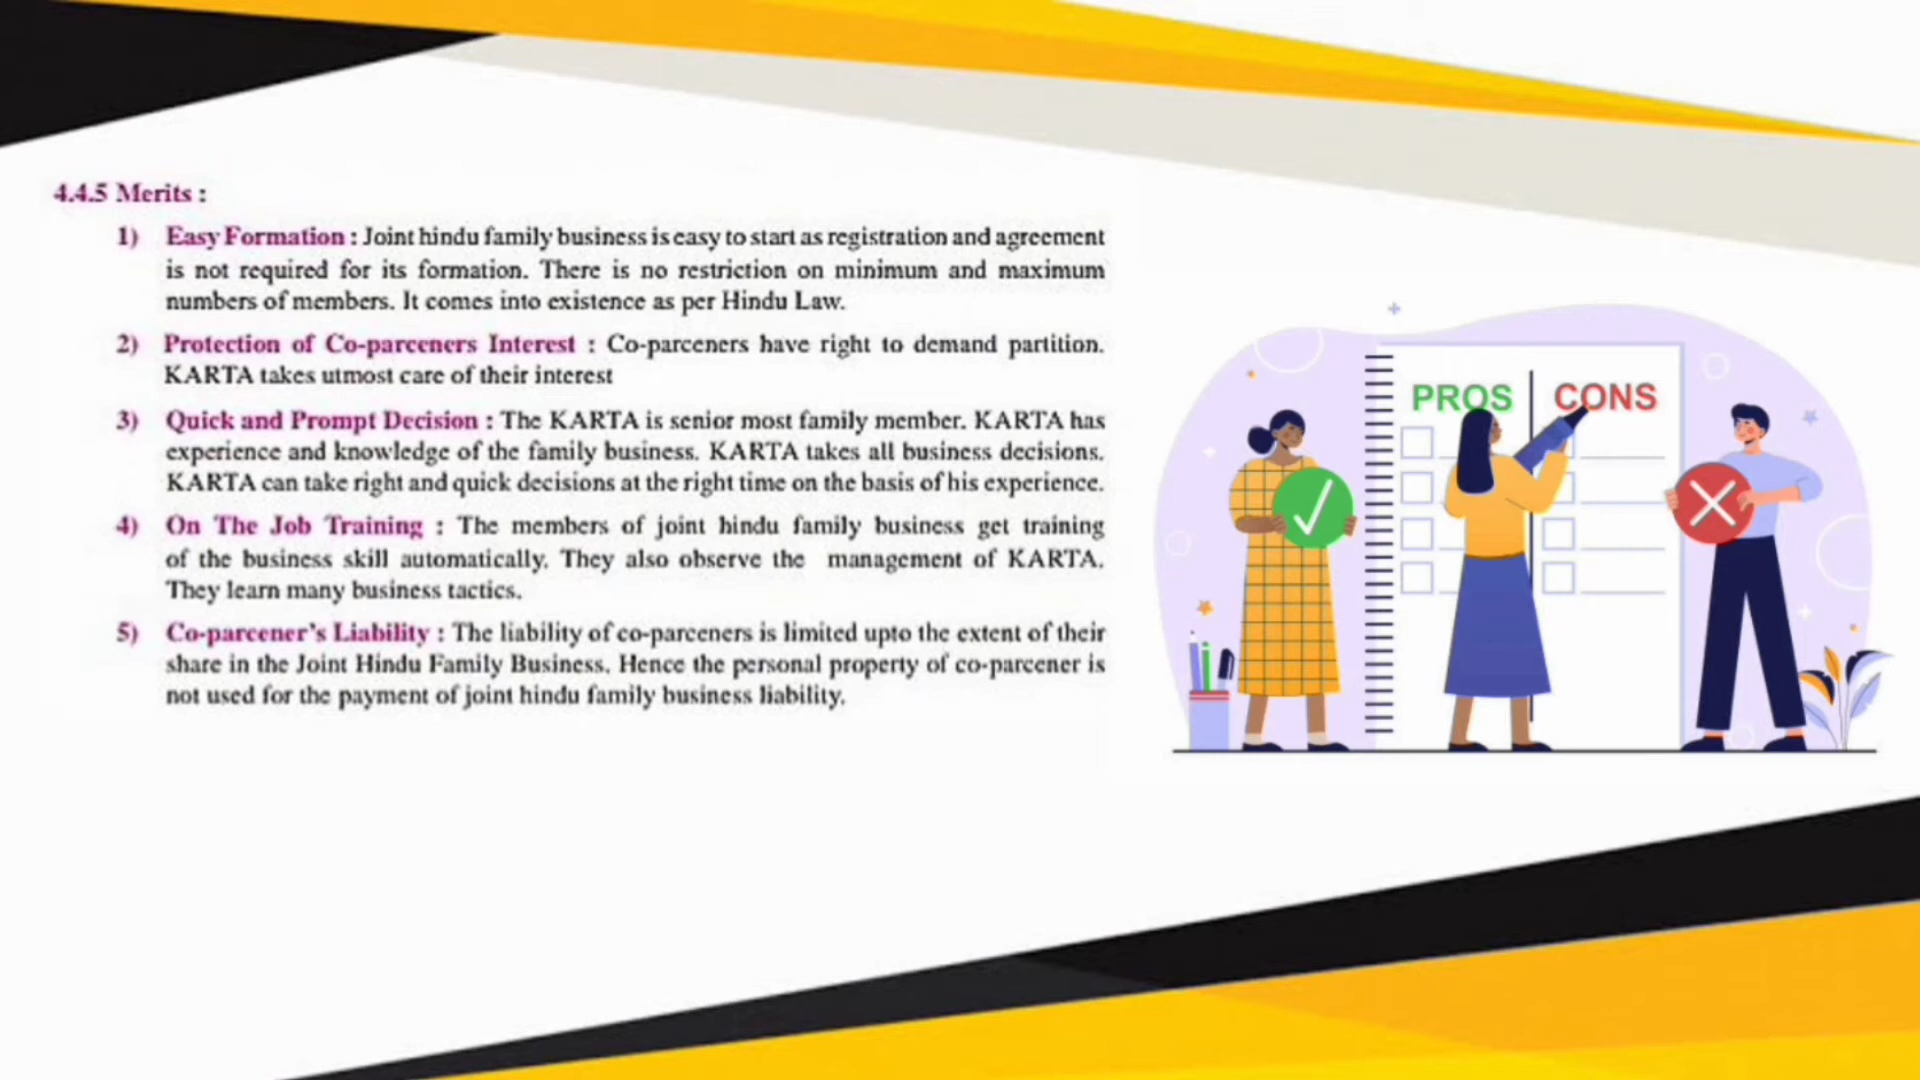 4.4.5 Merits :
1) Easy Formation : Joint hindu family business is easy to start as registration and agreement
is not required for its formation. There is no restriction on minimum and maximum
numbers of members. It comes into existence as per Hindu Law.
2) Protection of Co-parceners Interest : Co-parceners have right to demand partition.
KARTA takes utmost care of their interest
3) Quick and Prompt Decision : The KARTA is senior most family member. KARTA has
experience and knowledge of the family business. KARTA takes all business decisions.
KARTA can take right and quick decisions at the right time on the basis of his experience.
4) On The Job Training : The members of joint hindu family business get training
of the business skill automatically. They also observe the management of KARTA.
They learn many business tactics.
5) Co-parcener's Liability : The liability of co-parceners is limited upto the extent of their
share in the Joint Hindu Family Business. Hence the personal property of co-parcener is
not used for the payment of joint hindu family business liability.
PROS CONS